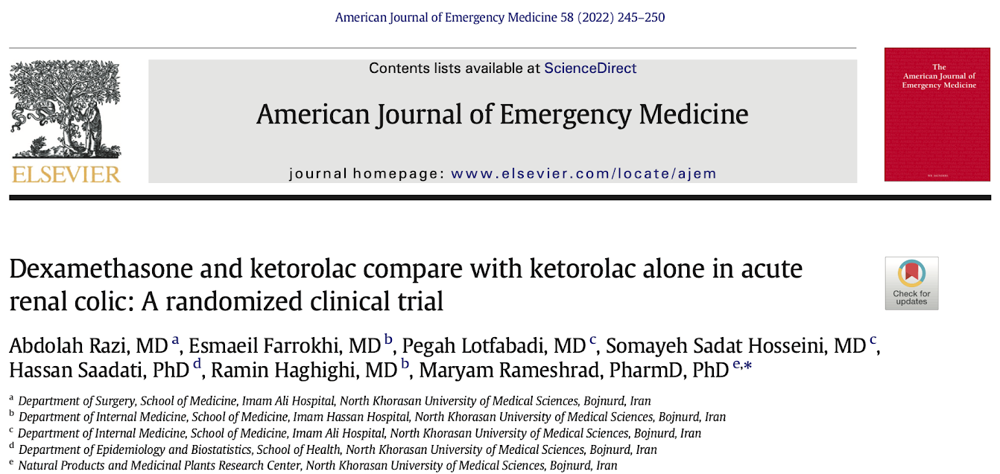 American Journal of Emergency Medicine 58 (2022) 245–250
Contents lists available at ScienceDirect
American Journal of Emergency Medicine
journal homepage: www.elsevier.com/locate/ajem
ELSEVIER
The
American Journal of
Emergency Medicine
Dexamethasone and ketorolac compare with ketorolac alone in acute
renal colic: A randomized clinical trial
Check for
updates
Abdolah Razi, MD a, Esmaeil Farrokhi, MD b, Pegah Lotfabadi, MD c, Somayeh Sadat Hosseini, MD c,
Hassan Saadati, PhD d, Ramin Haghighi, MD b, Maryam Rameshrad, PharmD, PhD e,*
a Department of Surgery, School of Medicine, Imam Ali Hospital, North Khorasan University of Medical Sciences, Bojnurd, Iran
b Department of Internal Medicine, School of Medicine, Imam Hassan Hospital, North Khorasan University of Medical Sciences, Bojnurd, Iran
c Department of Internal Medicine, School of Medicine, Imam Ali Hospital, North Khorasan University of Medical Sciences, Bojnurd, Iran
d Department of Epidemiology and Biostatistics, School of Health, North Khorasan University of Medical Sciences, Bojnurd, Iran
e Natural Products and Medicinal Plants Research Center, North Khorasan University of Medical Sciences, Bojnurd, Iran